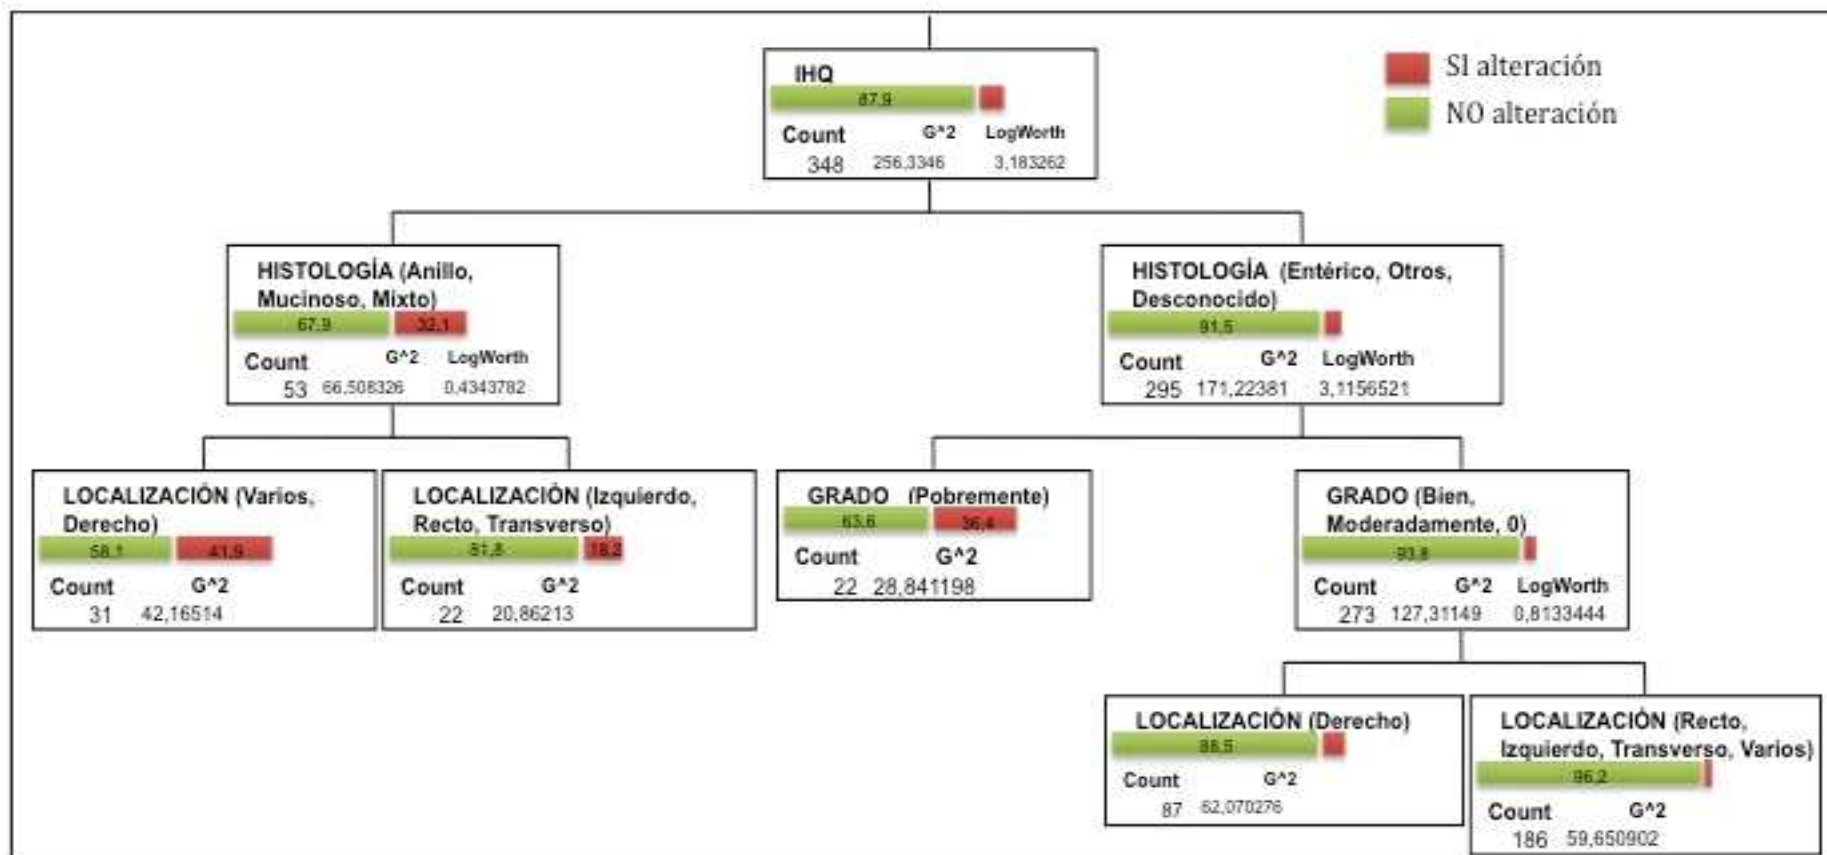 IHQ
87,9
Count G^2 LogWorth
348 256,3346 3,183262
SI alteración
NO alteración
HISTOLOGÍA (Anillo,
Mucinoso, Mixto)
67,9 32,1
Count G^2 LogWorth
53 66,508326 0,4343782
HISTOLOGÍA (Entérico, Otros,
Desconocido)
91,5
Count G^2 LogWorth
295 171,22381 3,1156521
LOCALIZACIÓN (Varios,
Derecho)
58,1 41,9
Count G^2
31 42,16514
LOCALIZACIÓN (Izquierdo,
Recto, Transverso)
81,8 18,2
Count G^2
22 20,86213
GRADO (Pobremente)
63,6 36,4
Count G^2
22 28,841198
GRADO (Bien,
Moderadamente, 0)
93,8
Count G^2 LogWorth
273 127,31149 0,8133444
LOCALIZACIÓN (Derecho)
88,5
Count G^2
87 62,070276
LOCALIZACIÓN (Recto,
Izquierdo, Transverso, Varios)
96,2
Count G^2
186 59,650902